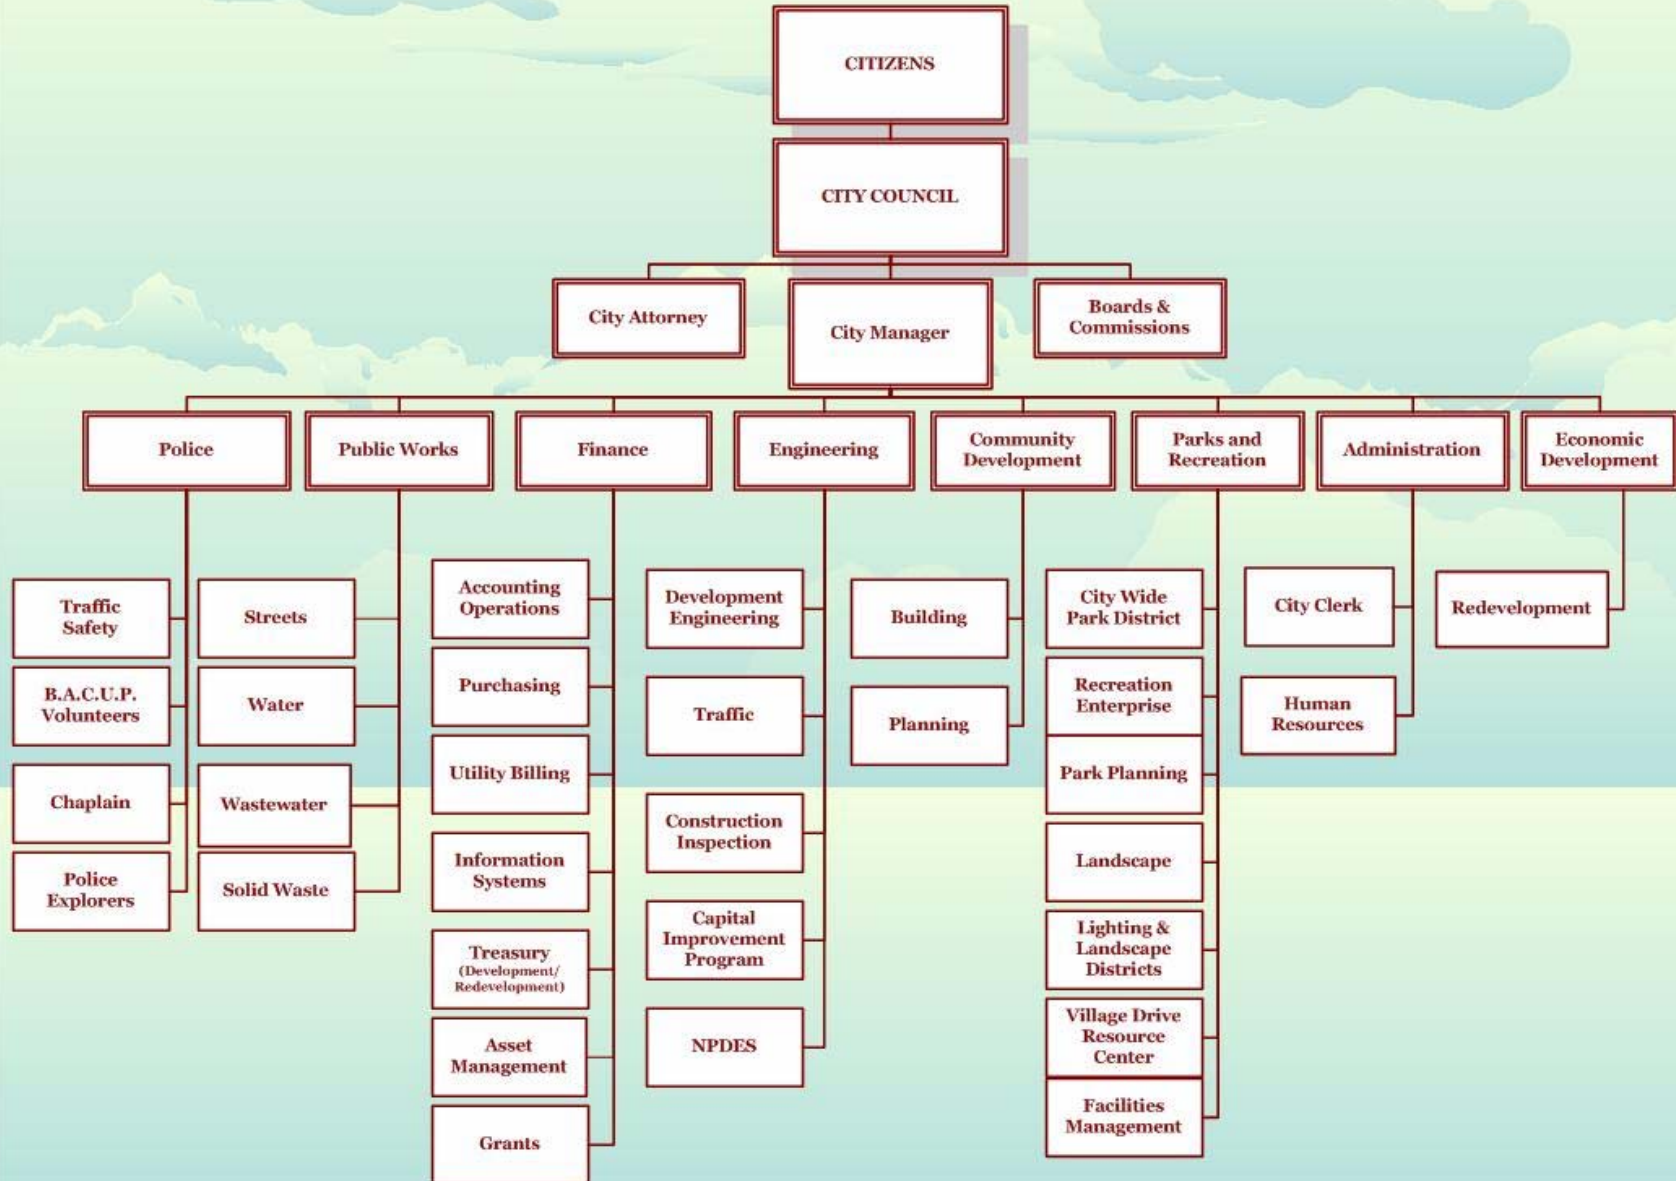 CITIZENS
CITY COUNCIL
City Attorney
City Manager
Boards &
Commissions
Police
Public Works
Finance
Engineering
Community
Development
Parks and
Recreation
Administration
Economic
Development
Traffic
Safety
B.A.C.U.P.
Volunteers
Chaplain
Police
Explorers
Streets
Water
Wastewater
Solid Waste
Accounting
Operations
Purchasing
Utility Billing
Information
Systems
Treasury
(Development/
Redevelopment)
Asset
Management
Grants
Development
Engineering
Traffic
Construction
Inspection
Capital
Improvement
Program
NPDES
Building
Planning
City Wide
Park District
Recreation
Enterprise
Park Planning
Landscape
Lighting &
Landscape
Districts
Village Drive
Resource
Center
Facilities
Management
City Clerk
Human
Resources
Redevelopment